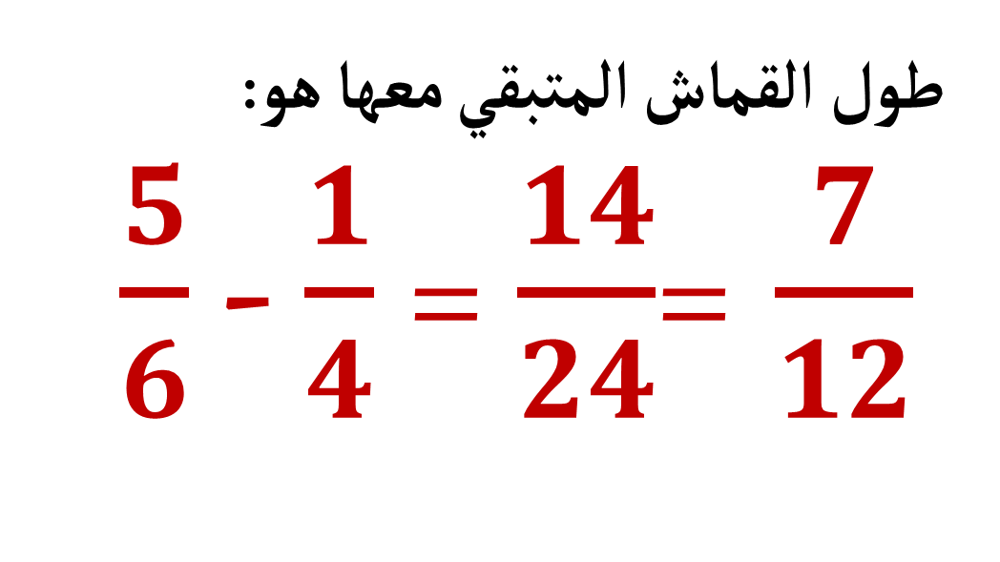 طول القماش المتبقي معها هو:
5/6 - 1/4 = 14/24 = 7/12